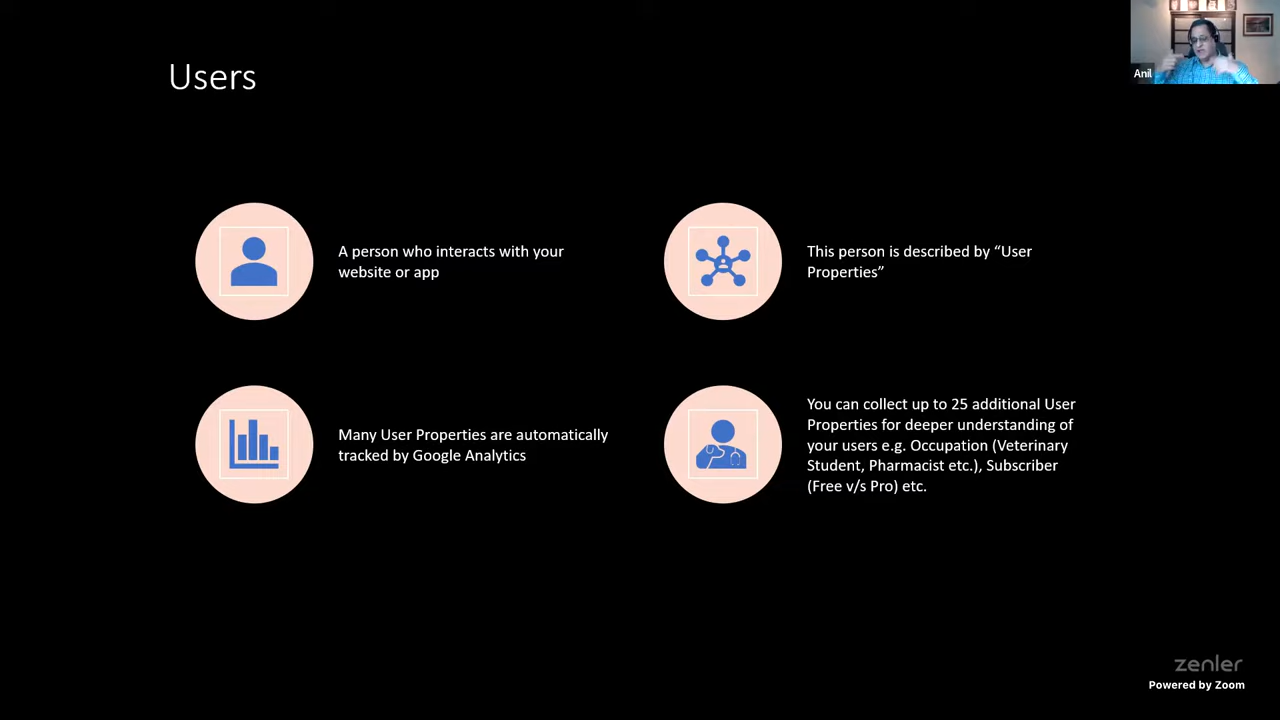 Users
Anil
A person who interacts with your
website or app
This person is described by “User
Properties”
Many User Properties are automatically
tracked by Google Analytics
You can collect up to 25 additional User
Properties for deeper understanding of
your users e.g. Occupation (Veterinary
Student, Pharmacist etc.), Subscriber
(Free v/s Pro) etc.
zenler
Powered by Zoom